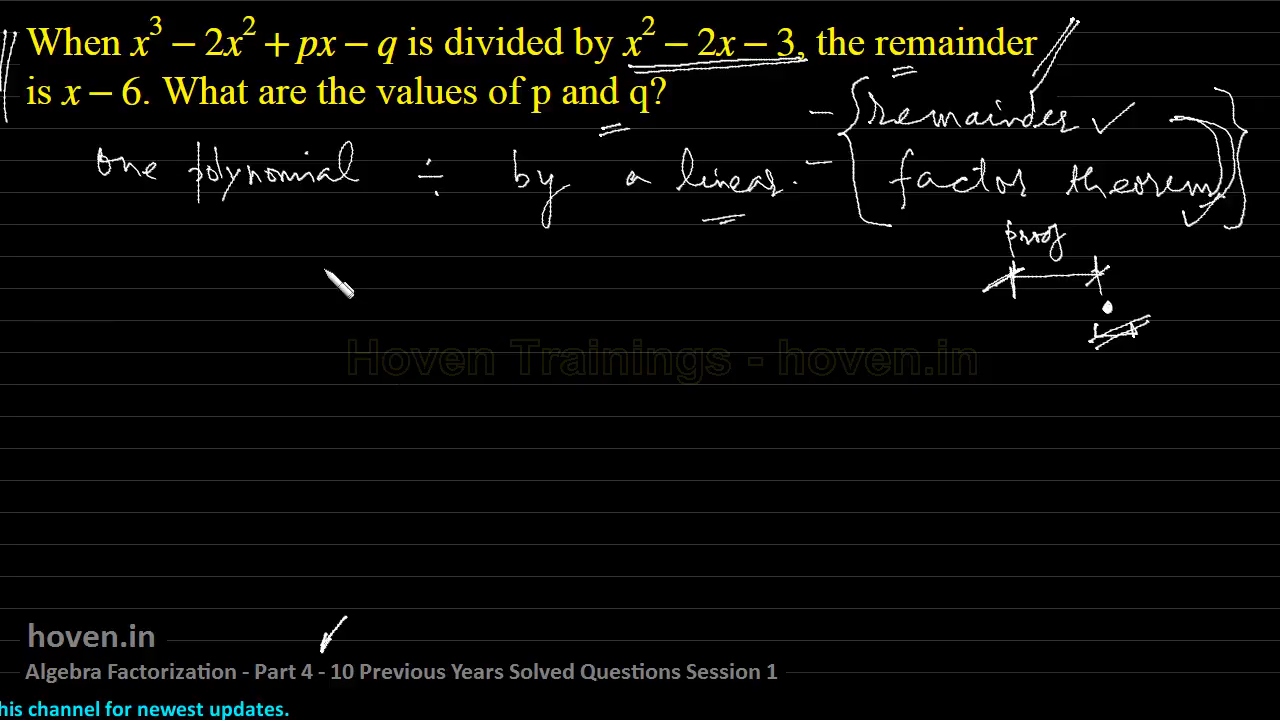 When x³ − 2x² + px − q is divided by x² − 2x − 3, the remainder
is x − 6. What are the values of p and q?
remainder
one polynomial ÷ by a linear.
factor theorem
proof
Hoven Trainings - hoven.in
hoven.in
Algebra Factorization - Part 4 - 10 Previous Years Solved Questions Session 1
his channel for newest updates.